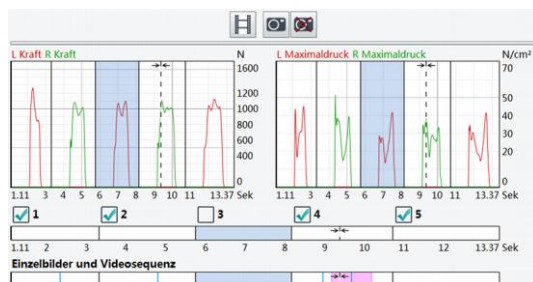 L Kraft R Kraft N
L Maximaldruck R Maximaldruck N/cm²
1600
1200
1000
800
600
400
0
70
50
40
30
20
0
1.11 3 4 5 6 7 8 9 10 11 13.37 Sek
1.11 3 4 5 6 7 8 9 10 11 13.37 Sek
1 2 3 4 5
1.11 2 3 4 5 6 7 8 9 10 11 12 13.37 Sek
Einzelbilder und Videosequenz